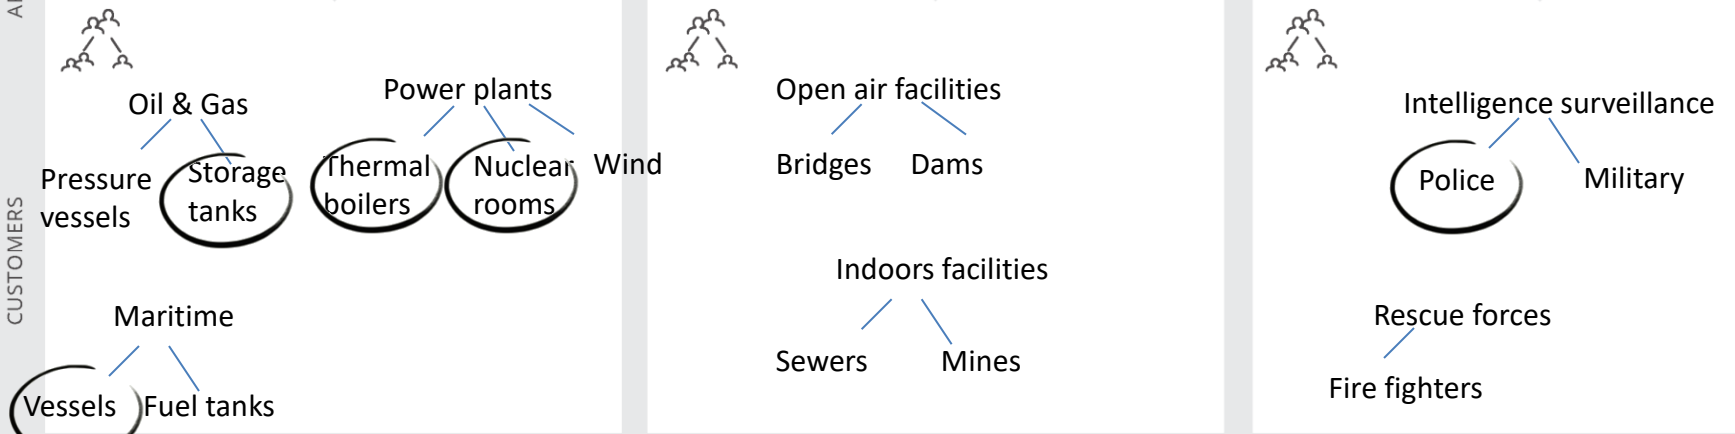 CUSTOMERS
Oil & Gas
Pressure
vessels
Storage
tanks
Power plants
Thermal
boilers
Nuclear
rooms
Wind
Maritime
Vessels
Fuel tanks
Open air facilities
Bridges
Dams
Indoors facilities
Sewers
Mines
Intelligence surveillance
Police
Military
Rescue forces
Fire fighters